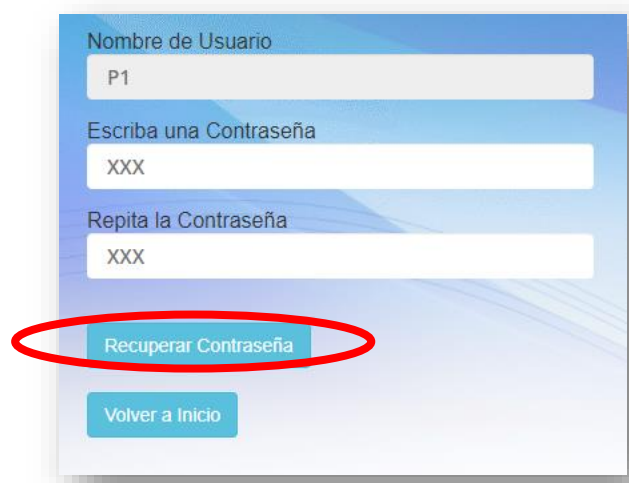 Nombre de Usuario
P1
Escriba una Contraseña
XXX
Repita la Contraseña
XXX
Recuperar Contraseña
Volver a Inicio